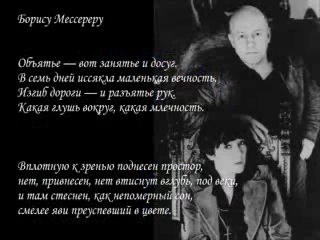 Борису Мессереру
Объятье — вот занятье и досуг.
В семь дней иссякла маленькая вечность.
Изгиб дороги — и разъятье рук.
Какая глушь вокруг, какая млечность.
Вплотную к зренью поднесен простор,
нет, привнесен, нет втиснут вглубь, под веки,
и там стеснен, как непомерный сон,
смелее яви преуспевший в цвете.